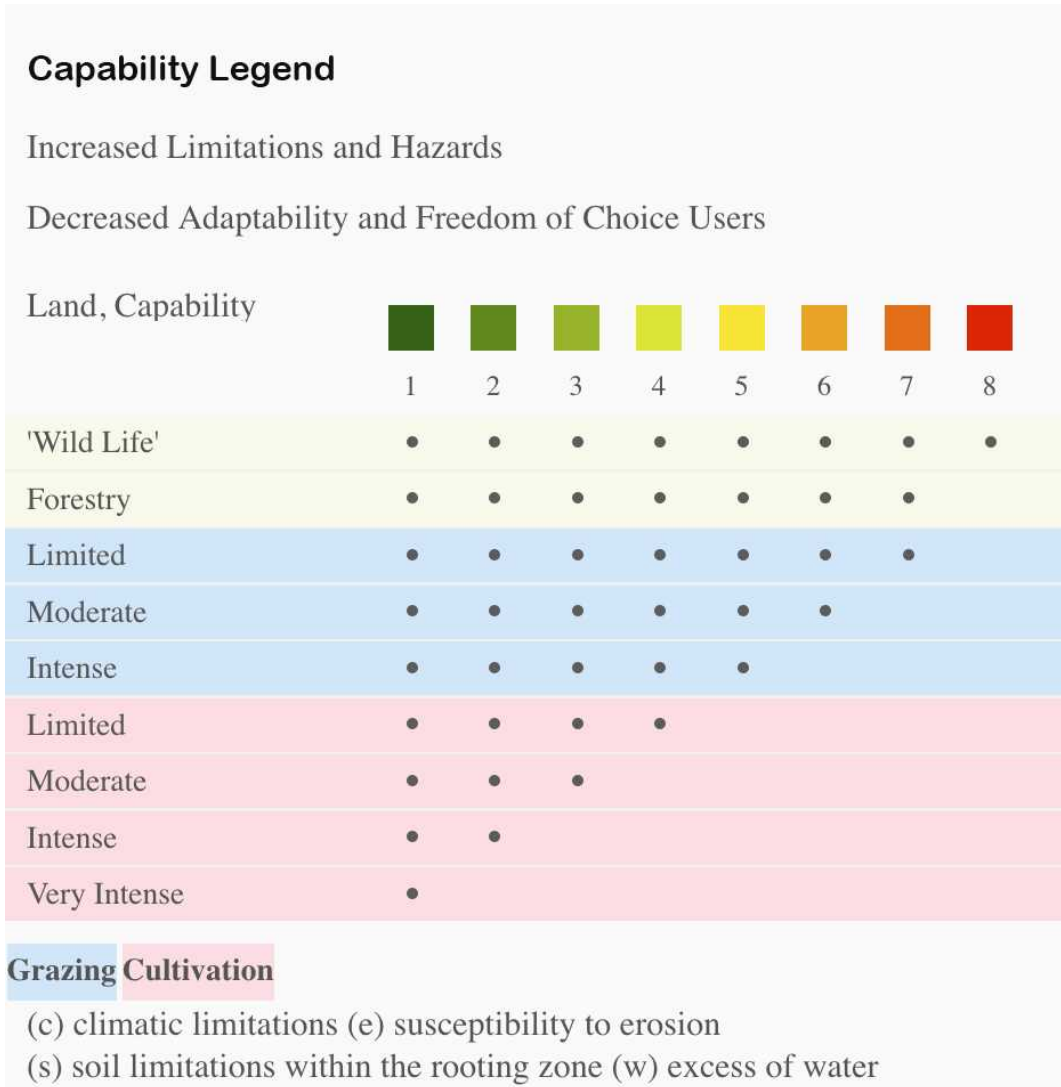 Capability Legend
Increased Limitations and Hazards
Decreased Adaptability and Freedom of Choice Users
Land, Capability
1 2 3 4 5 6 7 8
'Wild Life' • • • • • • • •
Forestry • • • • • • •
Limited • • • • • • •
Moderate • • • • • •
Intense • • • • •
Limited • • • •
Moderate • • •
Intense • •
Very Intense •
Grazing Cultivation
(c) climatic limitations (e) susceptibility to erosion
(s) soil limitations within the rooting zone (w) excess of water